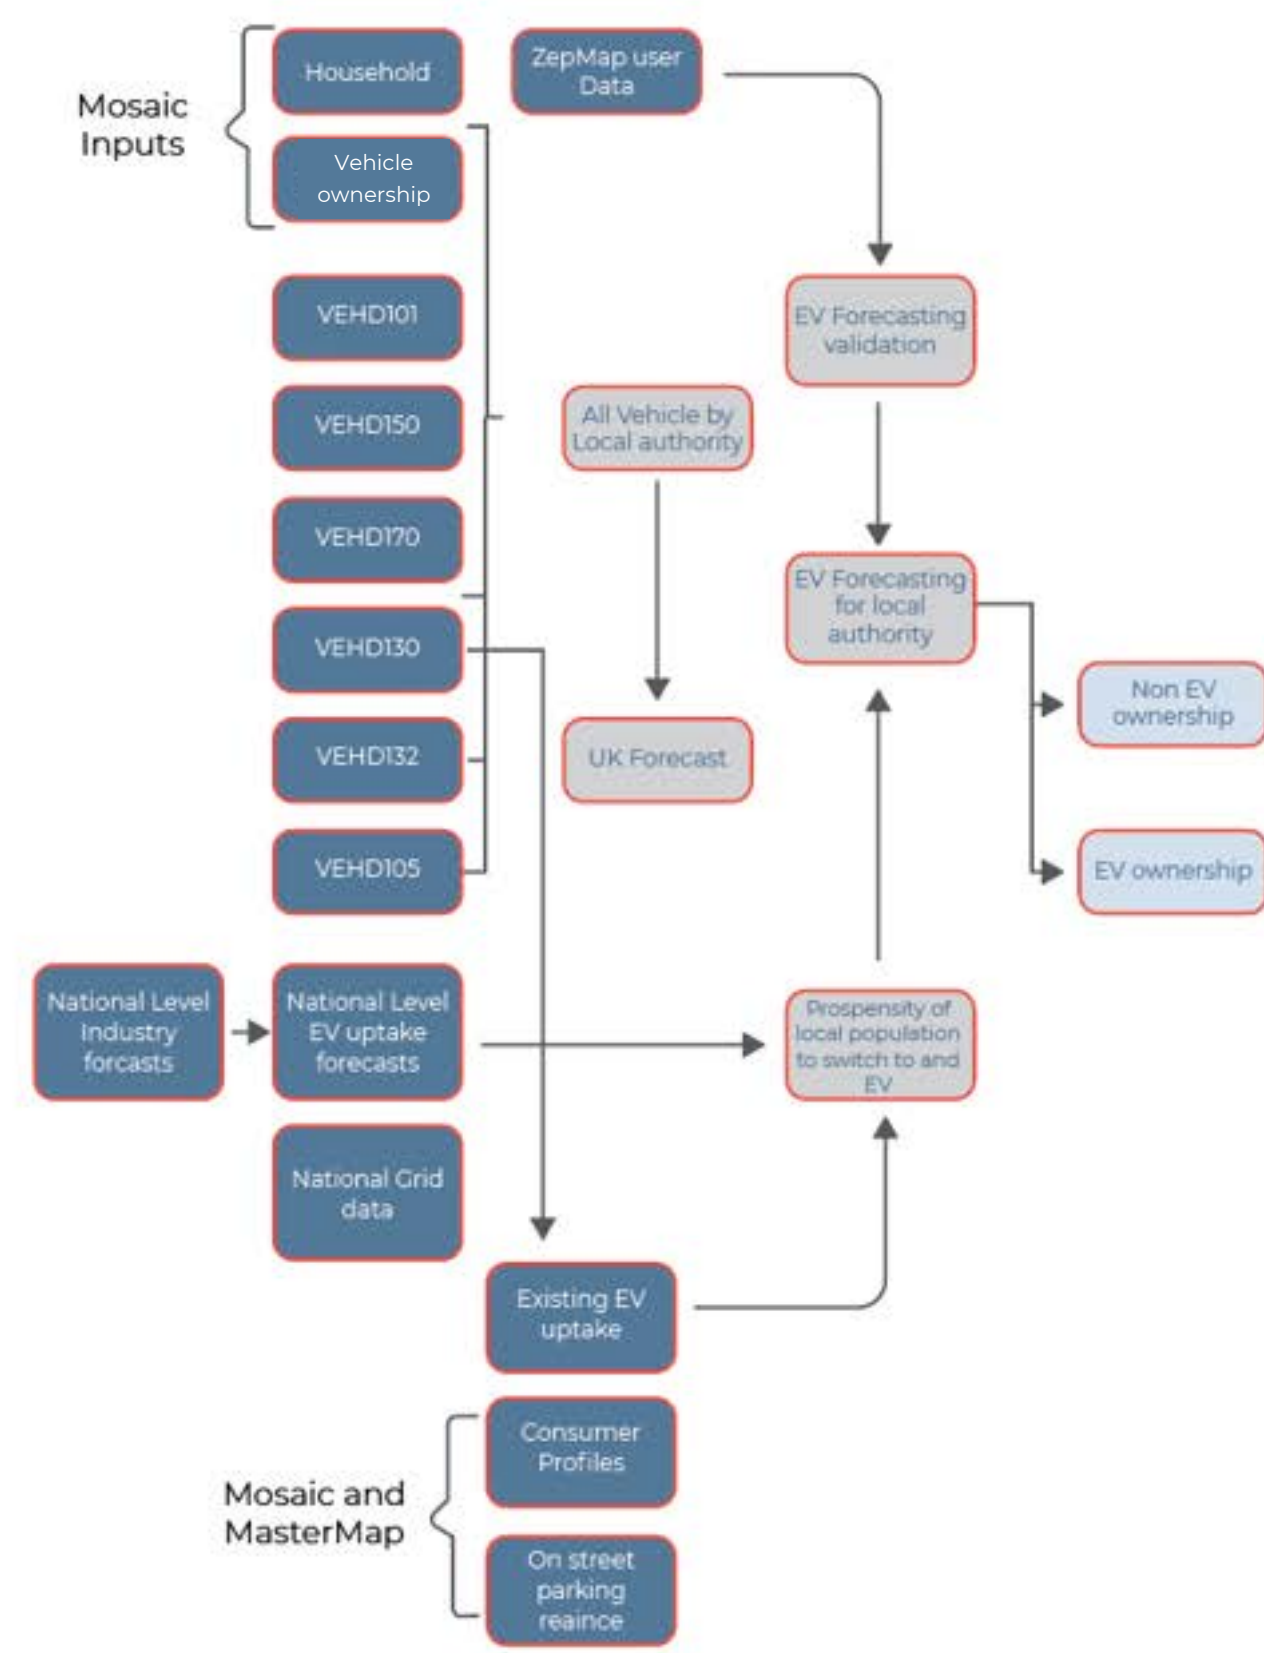 Mosaic
Inputs
Household
ZepMap user
Data
Vehicle
ownership
VEHD101
EV Forecasting
validation
VEHD150
All Vehicle by
Local authority
VEHD170
EV Forecasting
for local
authority
VEHD130
Non EV
ownership
VEHD132
UK Forecast
VEHD105
EV ownership
National Level
Industry
forcasts
National Level
EV uptake
forecasts
Prospensity of
local population
to switch to and
EV
National Grid
data
Existing EV
uptake
Mosaic and
MasterMap
Consumer
Profiles
On street
parking
reaince